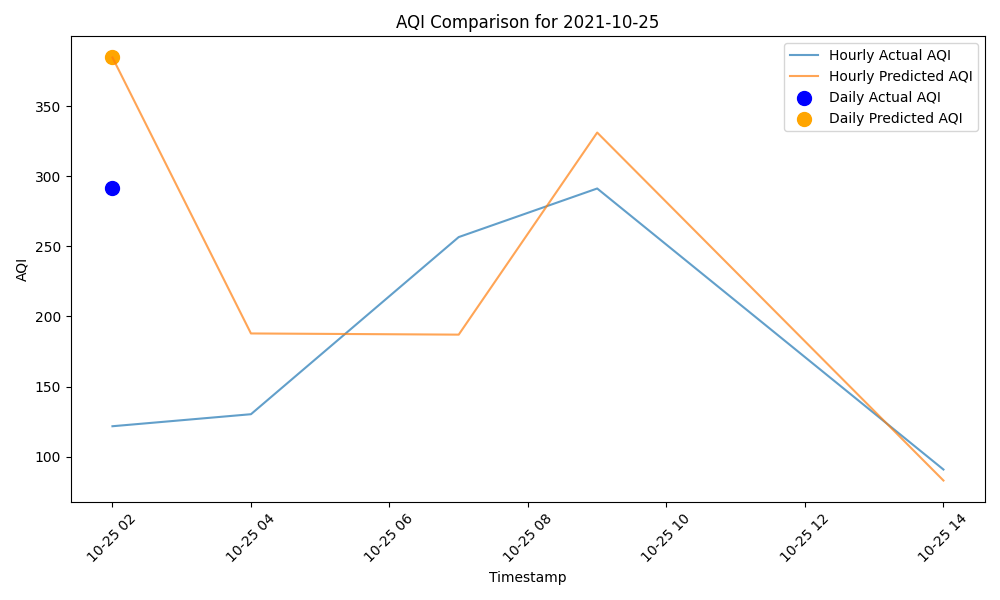 AQI Comparison for 2021-10-25
Hourly Actual AQI
Hourly Predicted AQI
Daily Actual AQI
Daily Predicted AQI
350
300
250
200
150
100
AQI
10-25 02
10-25 04
10-25 06
10-25 08
10-25 10
10-25 12
10-25 14
Timestamp